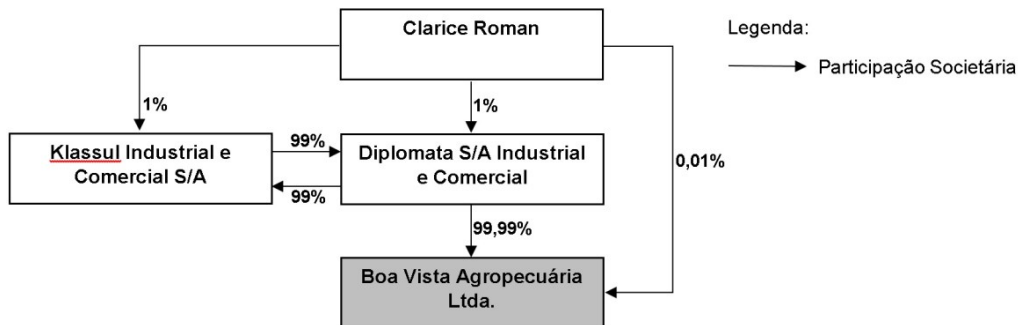 Clarice Roman
Legenda:
Participação Societária
1%
1%
0,01%
Klassul Industrial e
Comercial S/A
99%
99%
Diplomata S/A Industrial
e Comercial
99,99%
Boa Vista Agropecuária
Ltda.